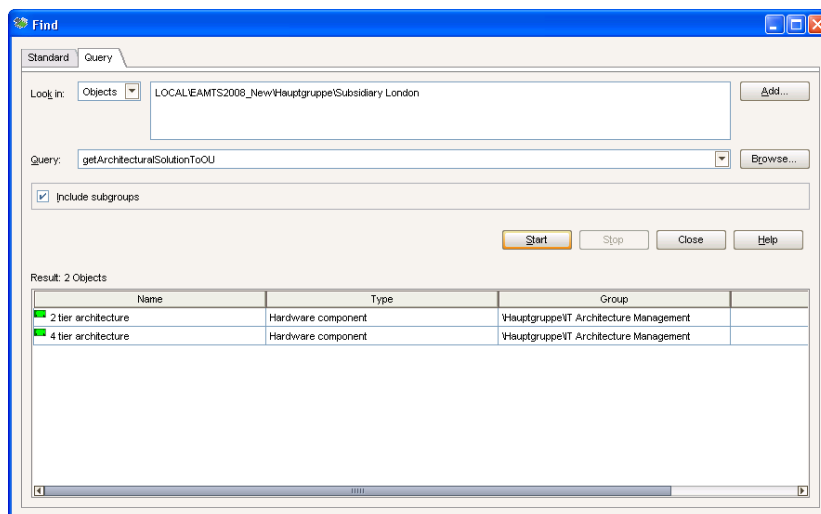 Find
Standard Query
Look in: Objects LOCAL\EAMTS2008_New\Hauptgruppe\Subsidiary London Add...
Query: getArchitecturalSolutionToOU Browse...
Include subgroups
Start Stop Close Help
Result: 2 Objects
Name Type Group
2 tier architecture Hardware component \Hauptgruppe\IT Architecture Management
4 tier architecture Hardware component \Hauptgruppe\IT Architecture Management